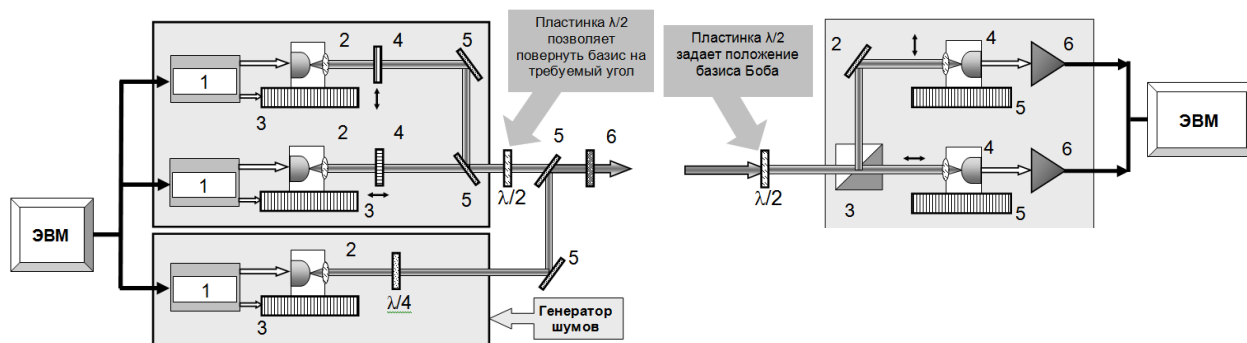 Пластинка λ/2
позволяет
повернуть базис на
требуемый угол
Пластинка λ/2
задает положение
базиса Боба
2
4
5
1
3
2
4
5
6
1
3
5
λ/2
ЭВМ
2
5
1
3
λ/4
Генератор
шумов
2
4
6
5
4
6
λ/2
3
5
ЭВМ